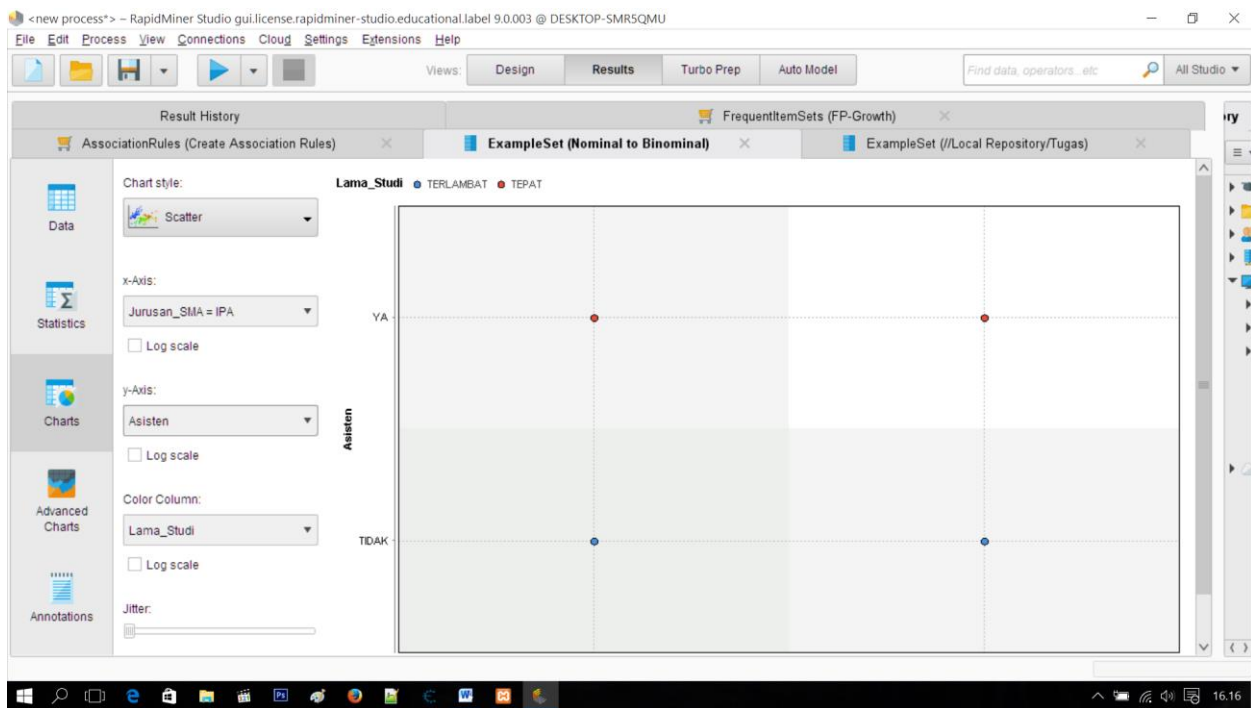 <new process*> – RapidMiner Studio gui.license.rapidminer-studio.educational.label 9.0.003 @ DESKTOP-SMR5QMU
File Edit Process View Connections Cloud Settings Extensions Help
Views: Design Results Turbo Prep Auto Model Find data, operators...etc All Studio
Result History FrequentItemSets (FP-Growth)
AssociationRules (Create Association Rules) ExampleSet (Nominal to Binominal) ExampleSet (//Local Repository/Tugas)
Data
Statistics
Charts
Advanced
Charts
Annotations
Chart style:
Scatter
x-Axis:
Jurusan_SMA = IPA
Log scale
y-Axis:
Asisten
Log scale
Color Column:
Lama_Studi
Log scale
Jitter:
Lama_Studi TERLAMBAT TEPAT
YA
Asisten
TIDAK
16.16